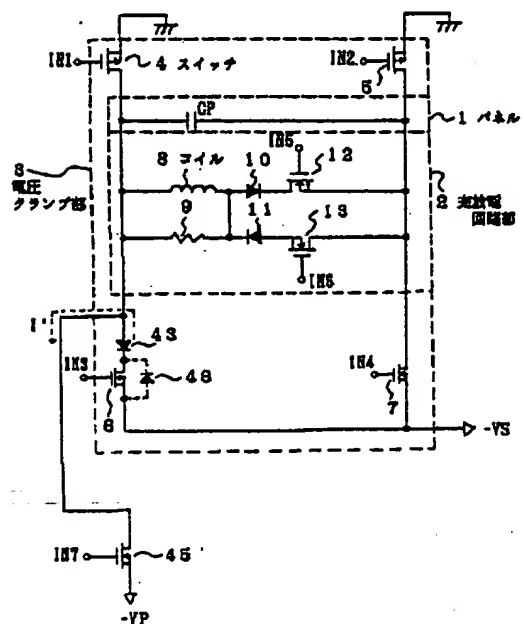 IN1
4 スイッチ
IN2
5
CP
1 パネル
IN5
8 コイル
10
12
3
電圧
クランプ部
9
11
13
2 充放電
回路部
IN6
I'
43
IN3
48
6
IN4
7
-VS
IN7
45
-VP